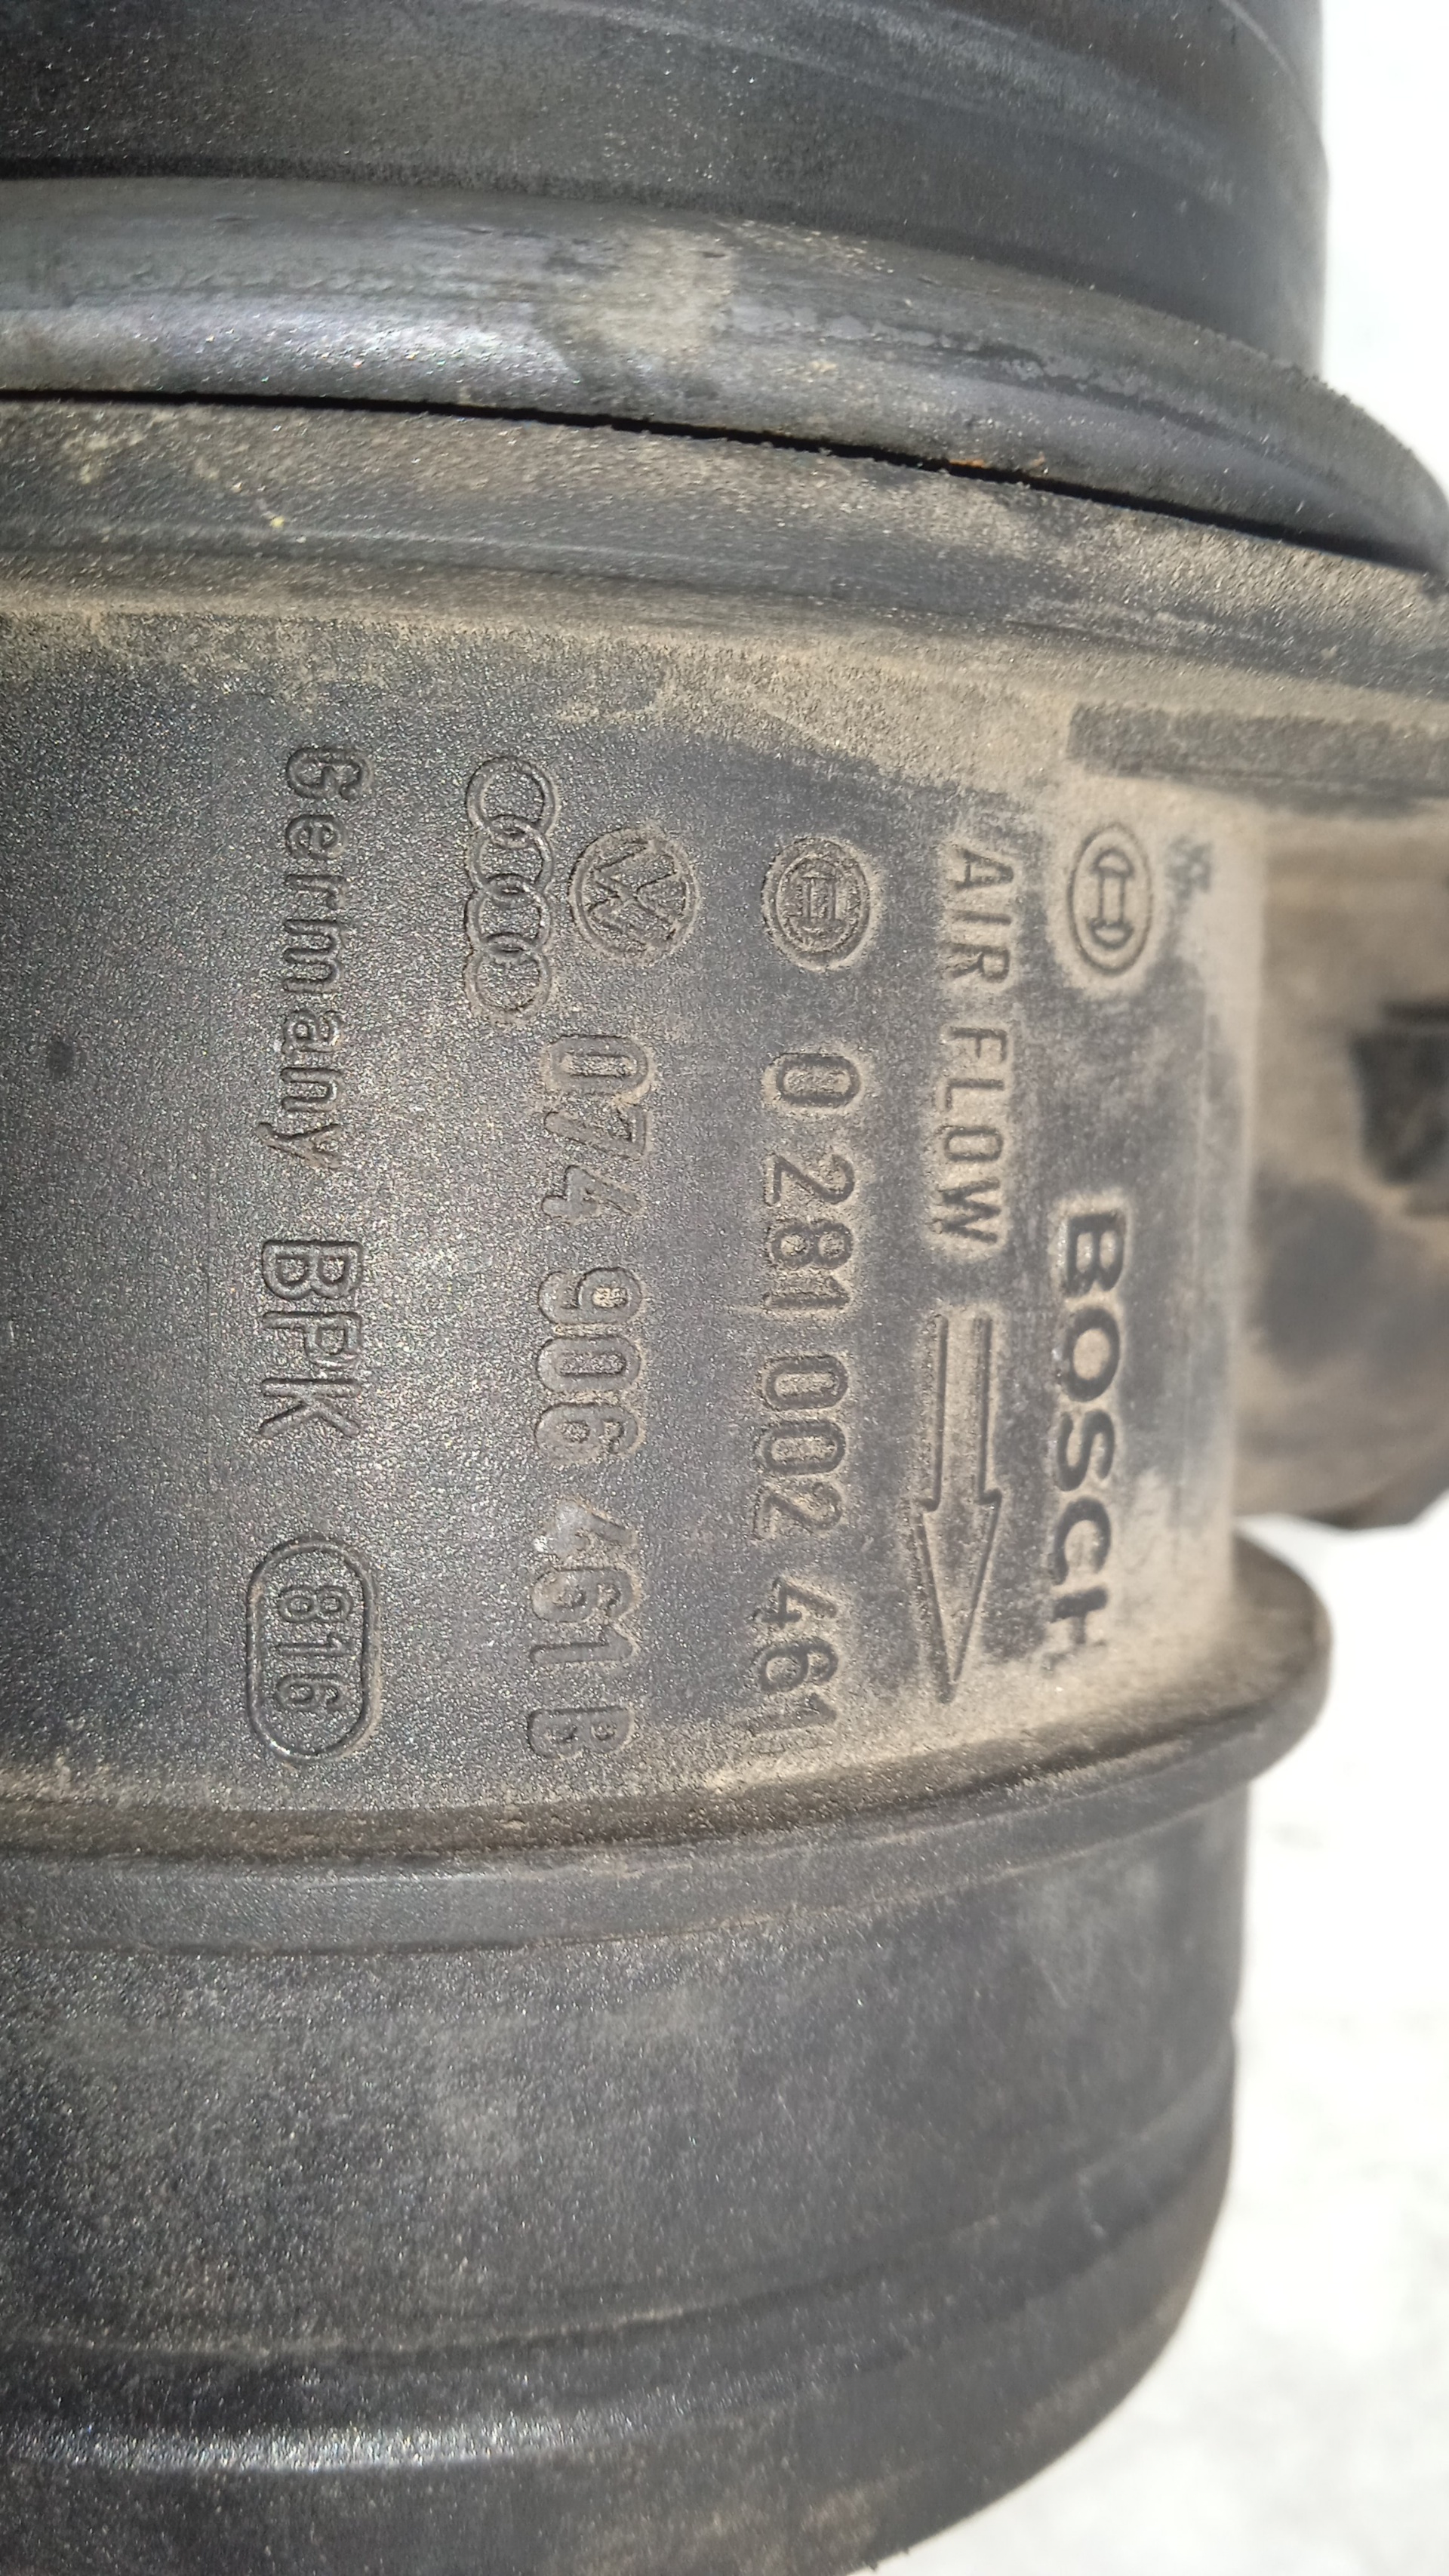 BOSCH
AIR FLOW
0 281 002 461
074 906 461 B
Germany BPK 816